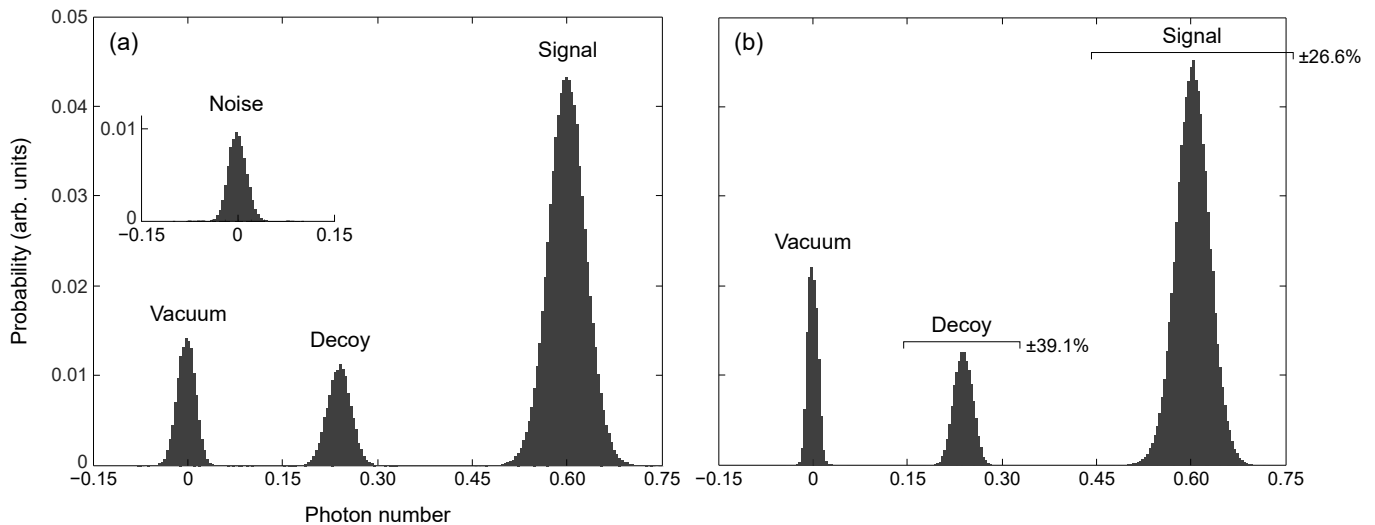 0.05
(a)
Signal
0.04
Noise
0.01
0
−0.15
0
0.15
0.03
0.02
Vacuum
Decoy
0.01
0
−0.15
0
0.15
0.30
0.45
0.60
0.75
Probability (arb. units)
Photon number
(b)
Signal
±26.6%
Vacuum
Decoy
±39.1%
−0.15
0
0.15
0.30
0.45
0.60
0.75